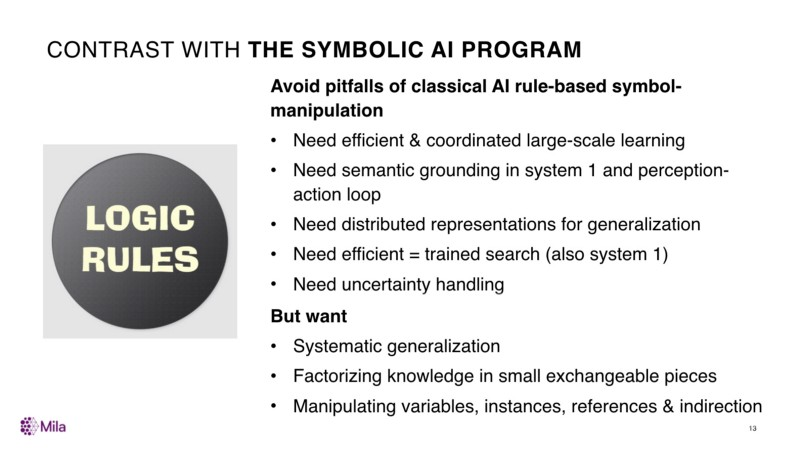 CONTRAST WITH THE SYMBOLIC AI PROGRAM
Avoid pitfalls of classical AI rule-based symbol-
manipulation
• Need efficient & coordinated large-scale learning
• Need semantic grounding in system 1 and perception-
action loop
• Need distributed representations for generalization
• Need efficient = trained search (also system 1)
• Need uncertainty handling
But want
• Systematic generalization
• Factorizing knowledge in small exchangeable pieces
• Manipulating variables, instances, references & indirection
LOGIC
RULES
Mila
13